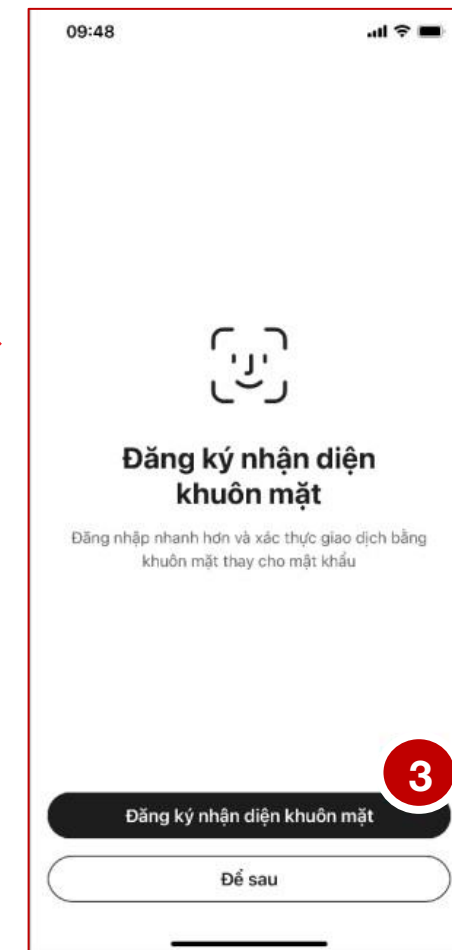 09:48
Đăng ký nhận diện
khuôn mặt
Đăng nhập nhanh hơn và xác thực giao dịch bằng
khuôn mặt thay cho mật khẩu
3
Đăng ký nhận diện khuôn mặt
Để sau